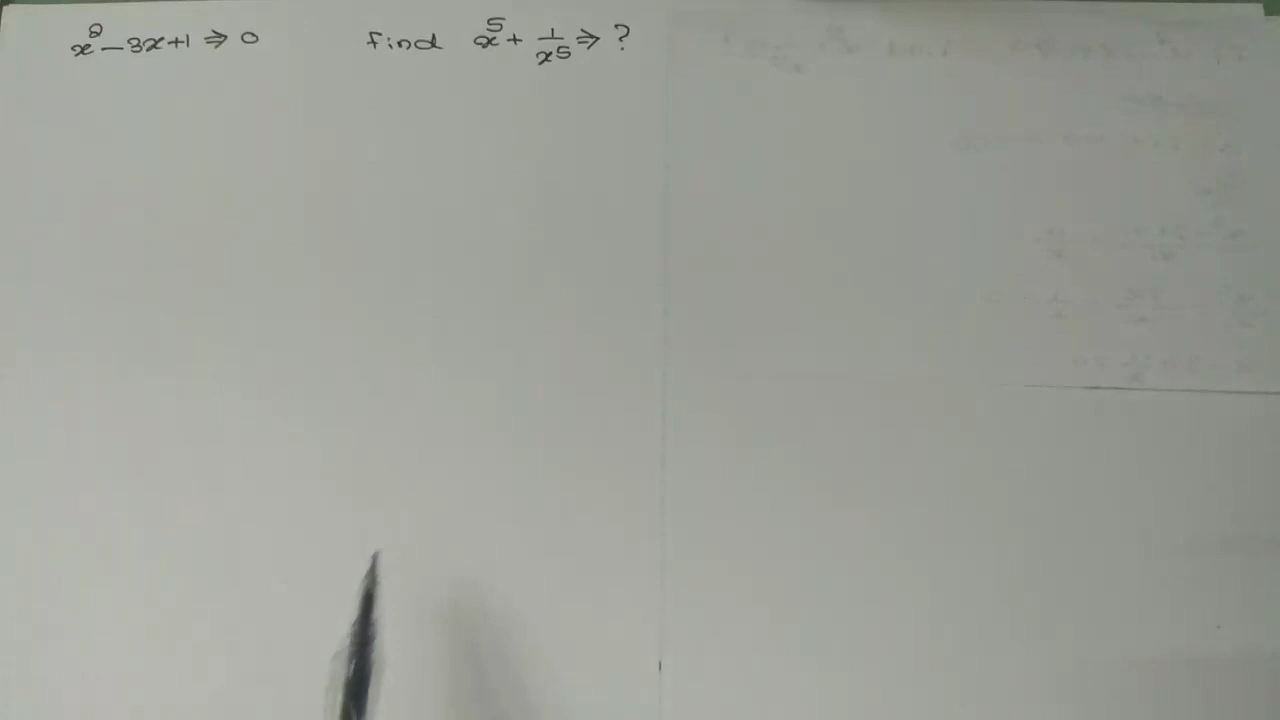 x² – 3x + 1 ⇒ 0 Find x⁵ + 1/x⁵ ⇒ ?